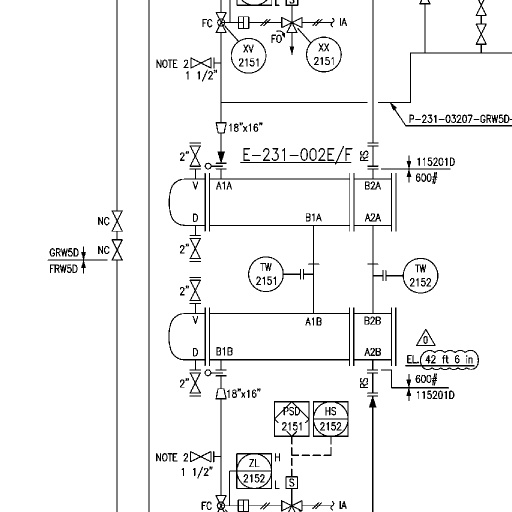 L
S
FC
IA
FO
XV
2151
XX
2151
NOTE 2
1 1/2"
P-231-03207-GRW5D-
18"x16"
2"
E-231-002E/F
RS
115201D
600#
V
A1A
B2A
D
B1A
A2A
NC
NC
2"
GRW5D
FRW5D
TW
2151
TW
2152
2"
V
A1B
B2B
0
D
B1B
A2B
EL. 42 ft 6 in
2"
RS
600#
115201D
18"x16"
PSD
2151
HS
2152
NOTE 2
1 1/2"
ZL
2152
H
L
S
FC
IA